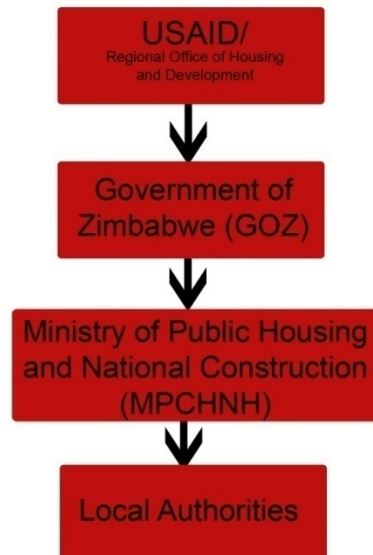 USAID/
Regional Office of Housing
and Development
Government of
Zimbabwe (GOZ)
Ministry of Public Housing
and National Construction
(MPCHNH)
Local Authorities